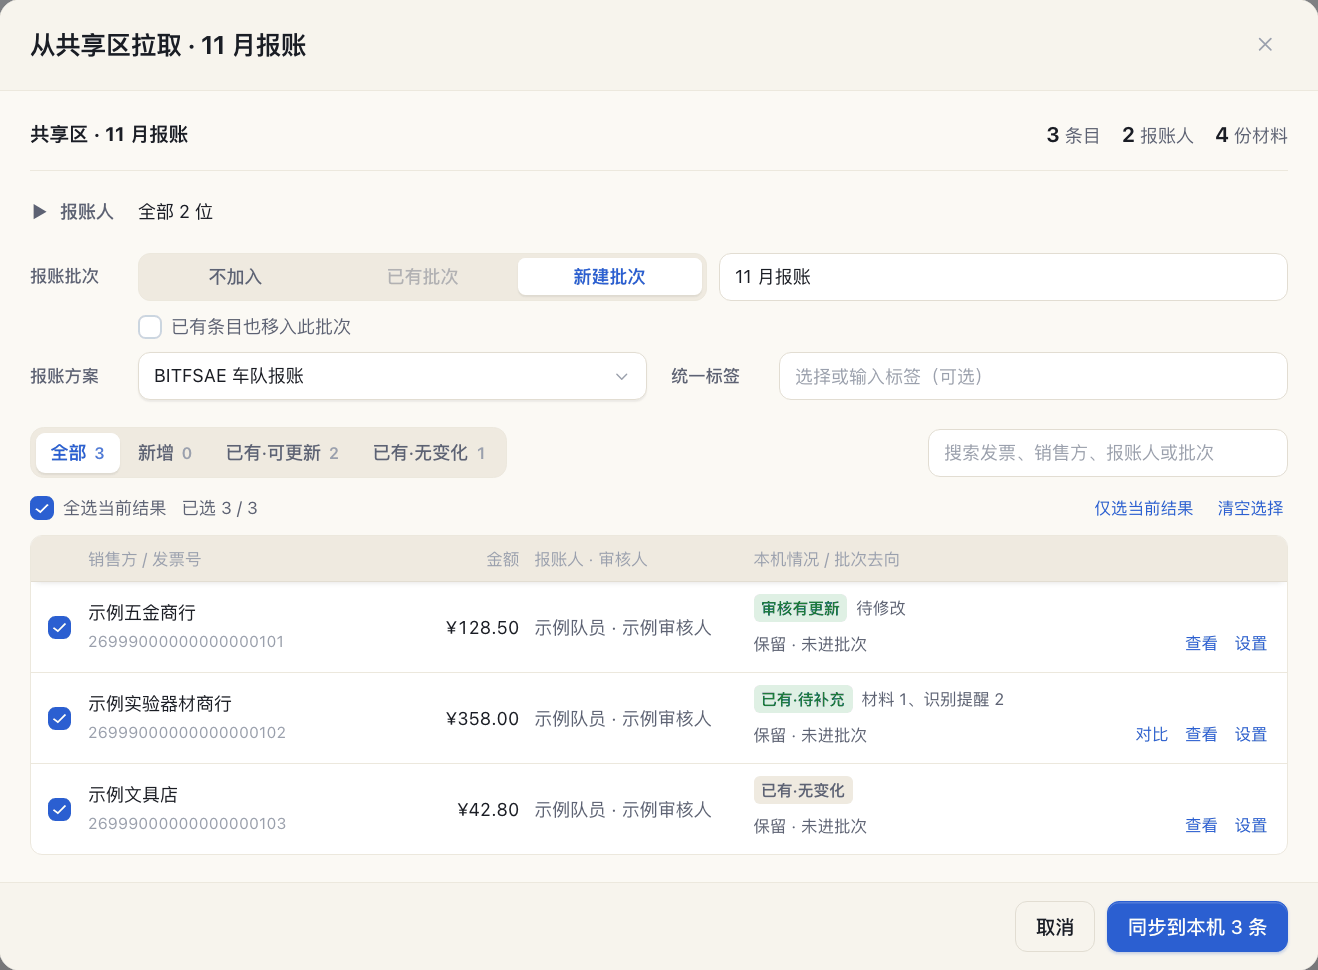 从共享区拉取 · 11 月报账
共享区 · 11 月报账
3 条目 2 报账人 4 份材料
报账人 全部 2 位
报账批次 不加入 已有批次 新建批次 11 月报账
已有条目也移入此批次
报账方案 BITFSAE 车队报账 统一标签 选择或输入标签（可选）
全部 3 新增 0 已有·可更新 2 已有·无变化 1 搜索发票、销售方、报账人或批次
全选当前结果 已选 3 / 3 仅选当前结果 清空选择
销售方 / 发票号 金额 报账人 · 审核人 本机情况 / 批次去向
示例五金商行 ¥128.50 示例队员 · 示例审核人 审核有更新 待修改
26999000000000000101 保留 · 未进批次 查看 设置
示例实验器材商行 ¥358.00 示例队员 · 示例审核人 已有·待补充 材料 1、识别提醒 2
26999000000000000102 保留 · 未进批次 对比 查看 设置
示例文具店 ¥42.80 示例队员 · 示例审核人 已有·无变化
26999000000000000103 保留 · 未进批次 查看 设置
取消 同步到本机 3 条